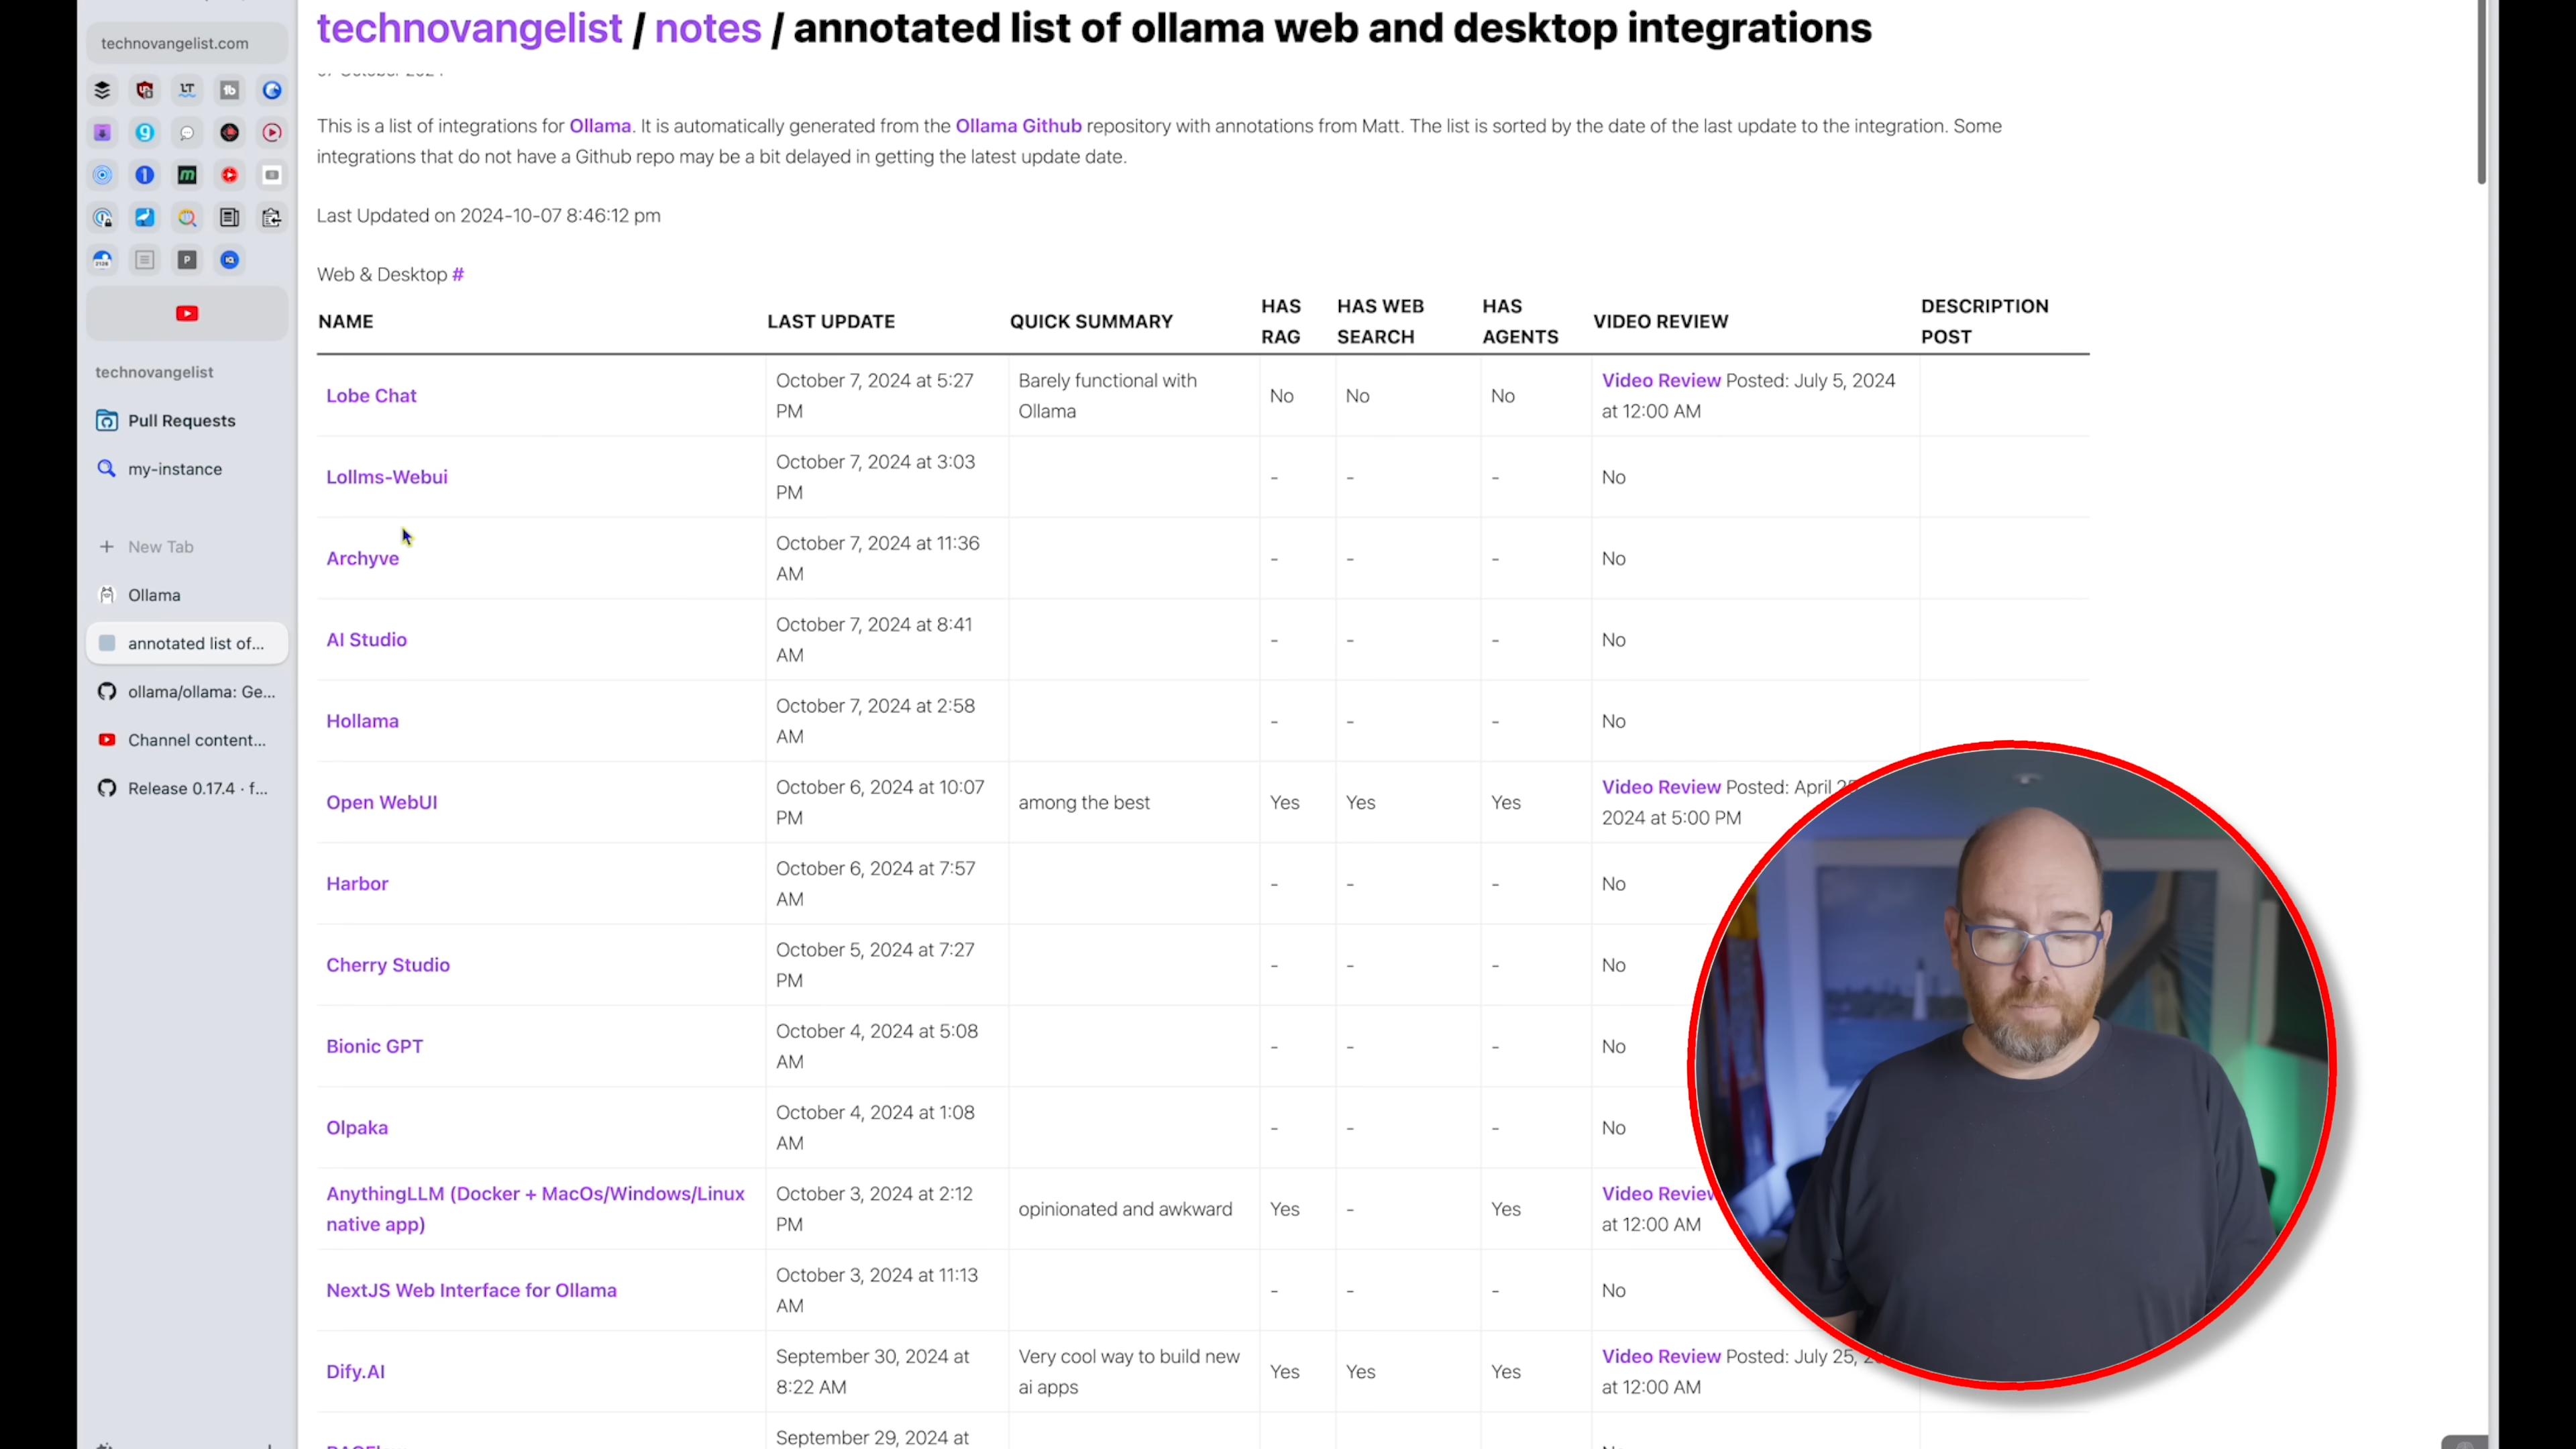 technovangelist.com
technovangelist
Pull Requests
my-instance
New Tab
Ollama
annotated list of...
ollama/ollama: Ge...
Channel content...
Release 0.17.4 · f...
technovangelist / notes / annotated list of ollama web and desktop integrations
07 October 2024
This is a list of integrations for Ollama. It is automatically generated from the Ollama Github repository with annotations from Matt. The list is sorted by the date of the last update to the integration. Some
integrations that do not have a Github repo may be a bit delayed in getting the latest update date.
Last Updated on 2024-10-07 8:46:12 pm
Web & Desktop #
NAME LAST UPDATE QUICK SUMMARY HAS RAG HAS WEB SEARCH HAS AGENTS VIDEO REVIEW DESCRIPTION POST
Lobe Chat October 7, 2024 at 5:27 PM Barely functional with Ollama No No No Video Review Posted: July 5, 2024 at 12:00 AM
Lollms-Webui October 7, 2024 at 3:03 PM - - - No
Archyve October 7, 2024 at 11:36 AM - - - No
AI Studio October 7, 2024 at 8:41 AM - - - No
Hollama October 7, 2024 at 2:58 AM - - - No
Open WebUI October 6, 2024 at 10:07 PM among the best Yes Yes Yes Video Review Posted: April 2024 at 5:00 PM
Harbor October 6, 2024 at 7:57 AM - - - No
Cherry Studio October 5, 2024 at 7:27 PM - - - No
Bionic GPT October 4, 2024 at 5:08 AM - - - No
Olpaka October 4, 2024 at 1:08 AM - - - No
AnythingLLM (Docker + MacOs/Windows/Linux native app) October 3, 2024 at 2:12 PM opinionated and awkward Yes - Yes Video Review at 12:00 AM
NextJS Web Interface for Ollama October 3, 2024 at 11:13 AM - - - No
Dify.AI September 30, 2024 at 8:22 AM Very cool way to build new ai apps Yes Yes Yes Video Review Posted: July 25, at 12:00 AM
September 29, 2024 at